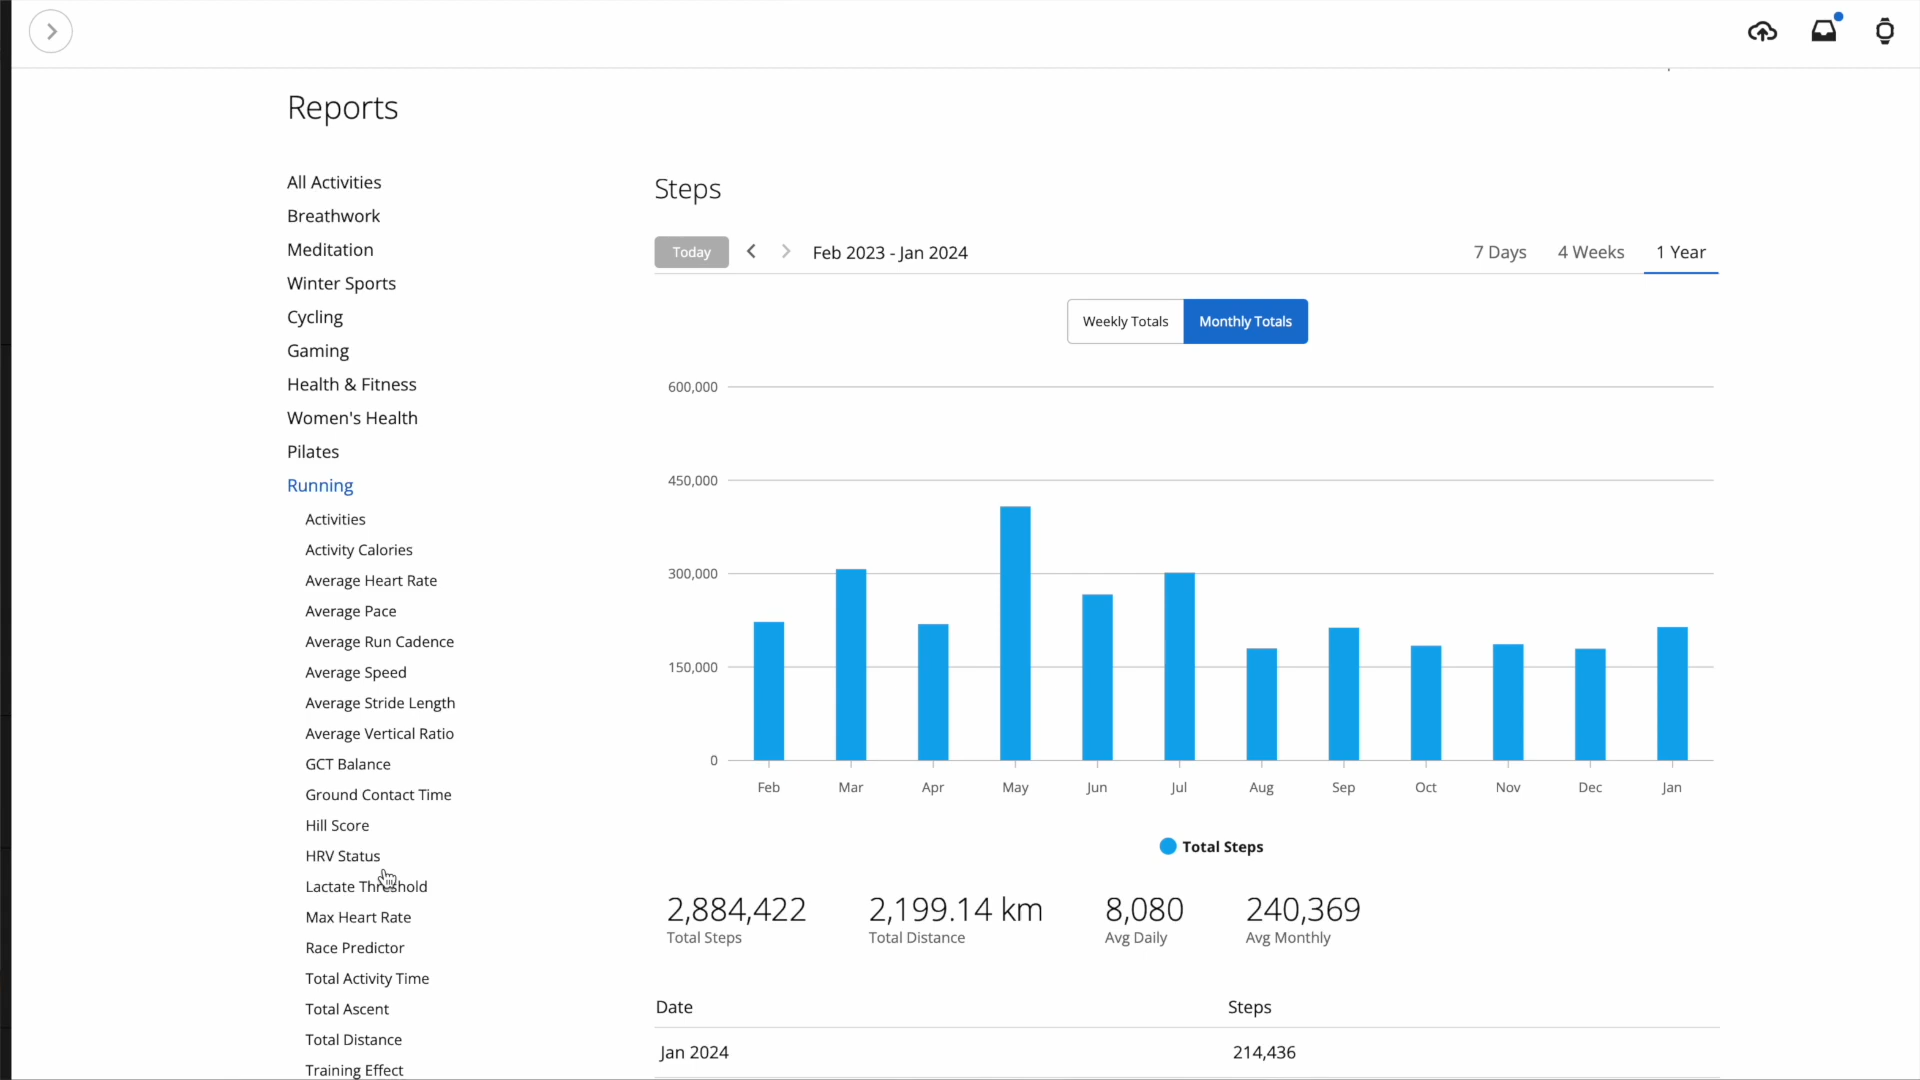 Reports
All Activities
Breathwork
Meditation
Winter Sports
Cycling
Gaming
Health & Fitness
Women's Health
Pilates
Running
Activities
Activity Calories
Average Heart Rate
Average Pace
Average Run Cadence
Average Speed
Average Stride Length
Average Vertical Ratio
GCT Balance
Ground Contact Time
Hill Score
HRV Status
Lactate Threshold
Max Heart Rate
Race Predictor
Total Activity Time
Total Ascent
Total Distance
Training Effect
Steps
Today Feb 2023 - Jan 2024 7 Days 4 Weeks 1 Year
Weekly Totals Monthly Totals
600,000
450,000
300,000
150,000
0
Feb Mar Apr May Jun Jul Aug Sep Oct Nov Dec Jan
Total Steps
2,884,422 2,199.14 km 8,080 240,369
Total Steps Total Distance Avg Daily Avg Monthly
Date Steps
Jan 2024 214,436